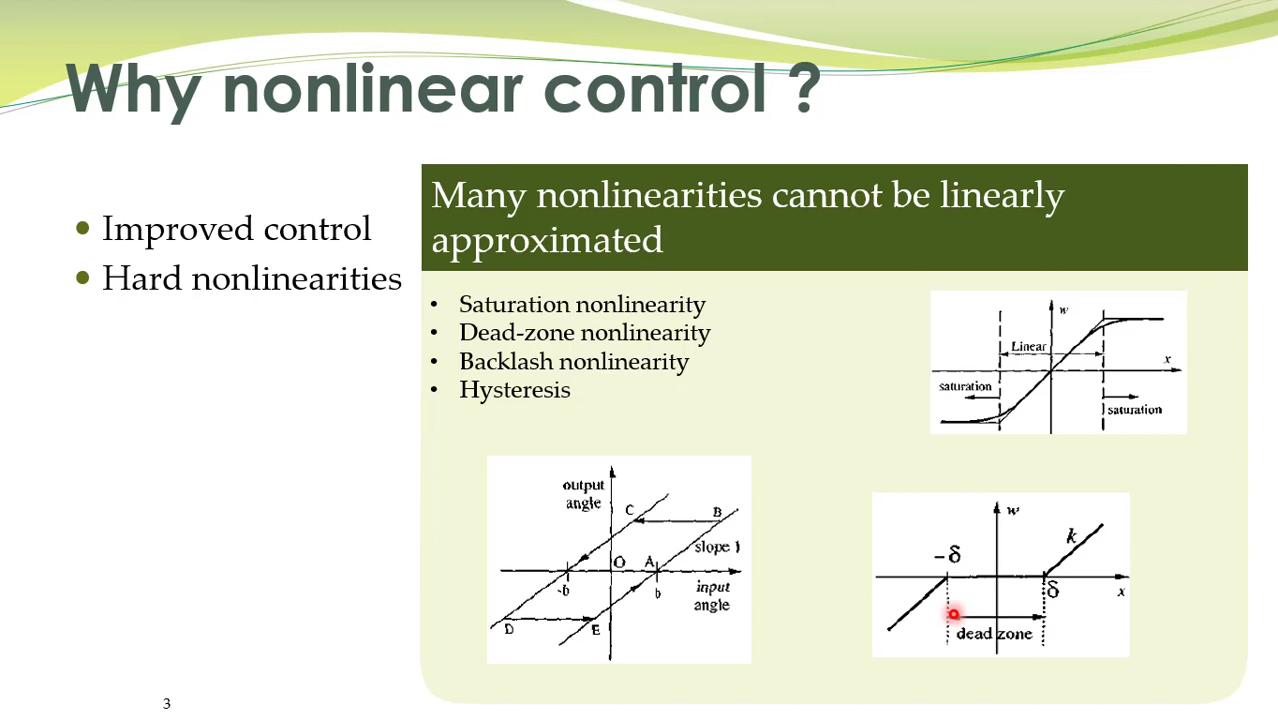 Why nonlinear control ?
• Improved control
• Hard nonlinearities
Many nonlinearities cannot be linearly
approximated
• Saturation nonlinearity
• Dead-zone nonlinearity
• Backlash nonlinearity
• Hysteresis
w
Linear
x
saturation
saturation
output
angle
C
B
slope 1
O
A
-b
b
input
angle
D
E
w
k
-δ
δ
x
dead zone
3